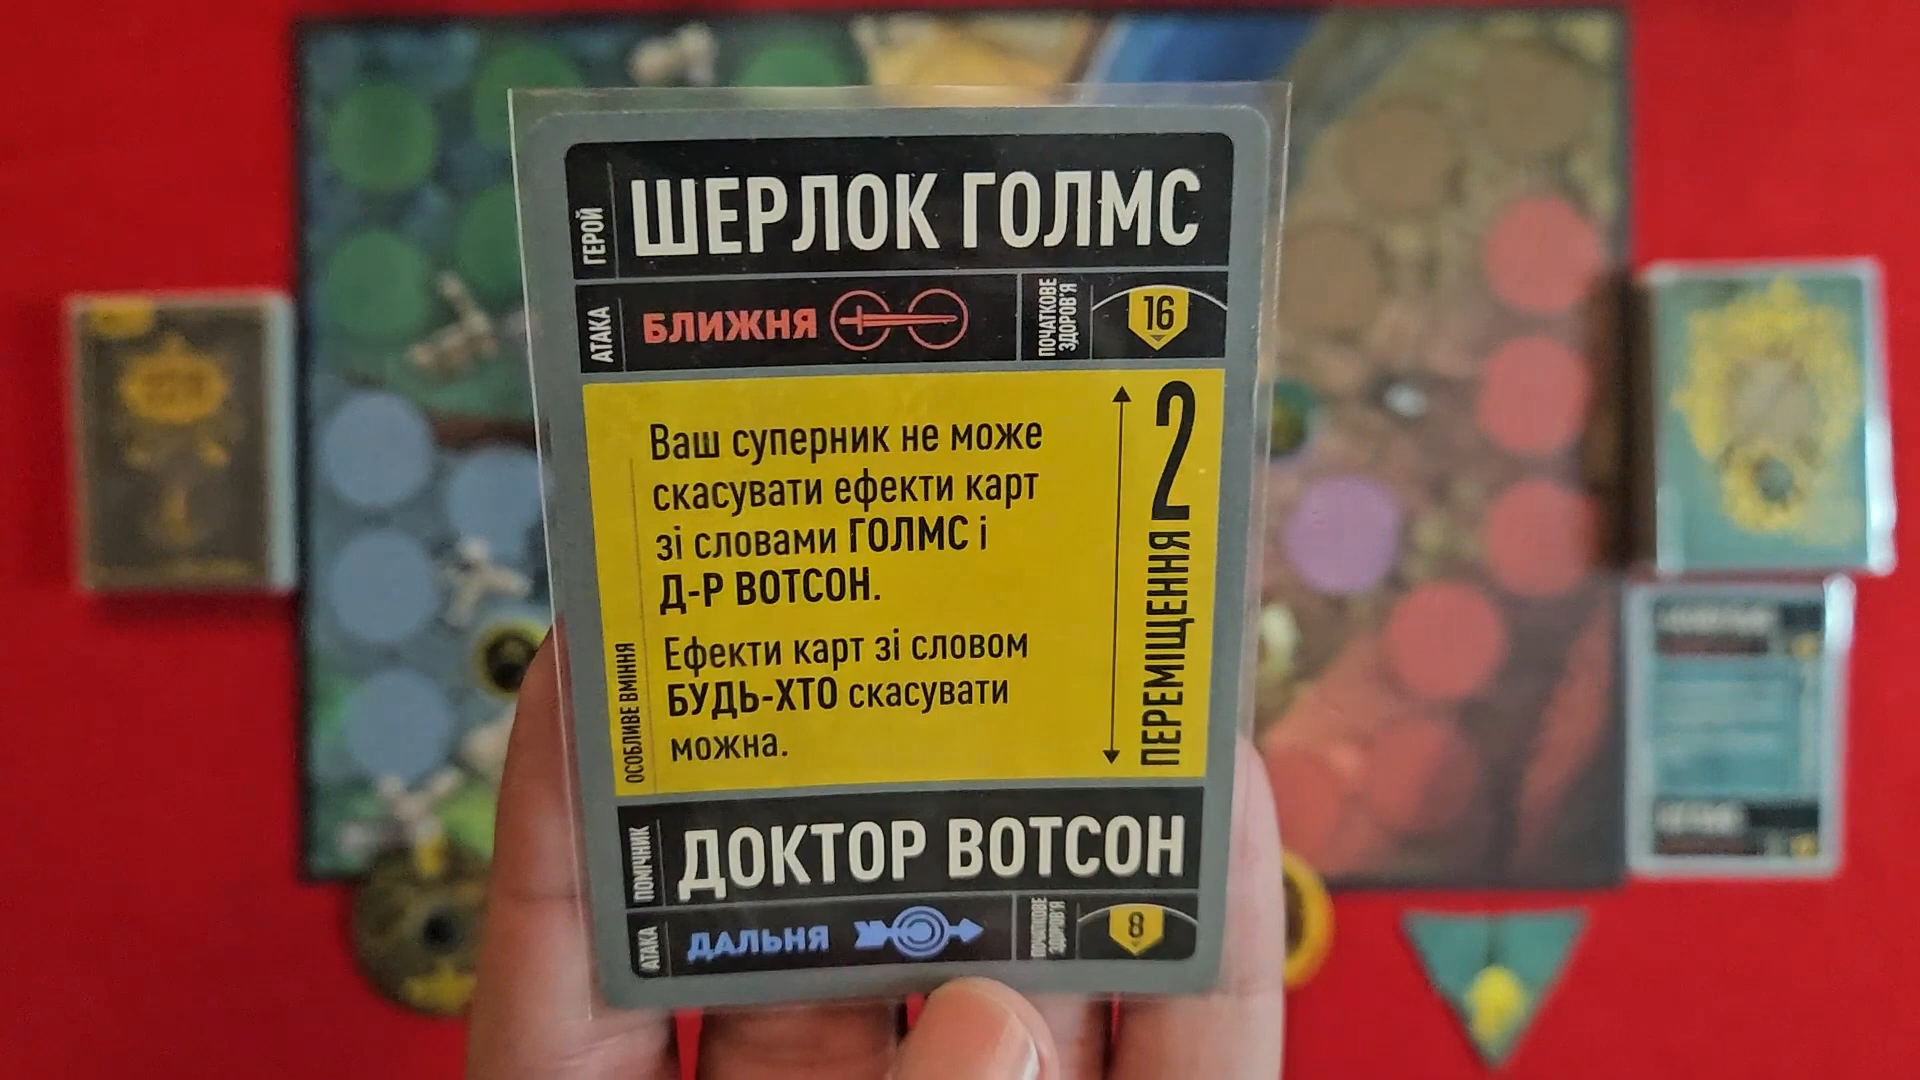 ГЕРОЙ
ШЕРЛОК ГОЛМС
АТАКА
БЛИЖНЯ
ПОЧАТКОВЕ
ЗДОРОВ'Я
16
ОСОБЛИВЕ ВМІННЯ
Ваш суперник не може
скасувати ефекти карт
зі словами ГОЛМС і
Д-Р ВОТСОН.
Ефекти карт зі словом
БУДЬ-ХТО скасувати
можна.
ПЕРЕМІЩЕННЯ 2
ПОМІЧНИК
ДОКТОР ВОТСОН
АТАКА
ДАЛЬНЯ
ПОЧАТКОВЕ
ЗДОРОВ'Я
8